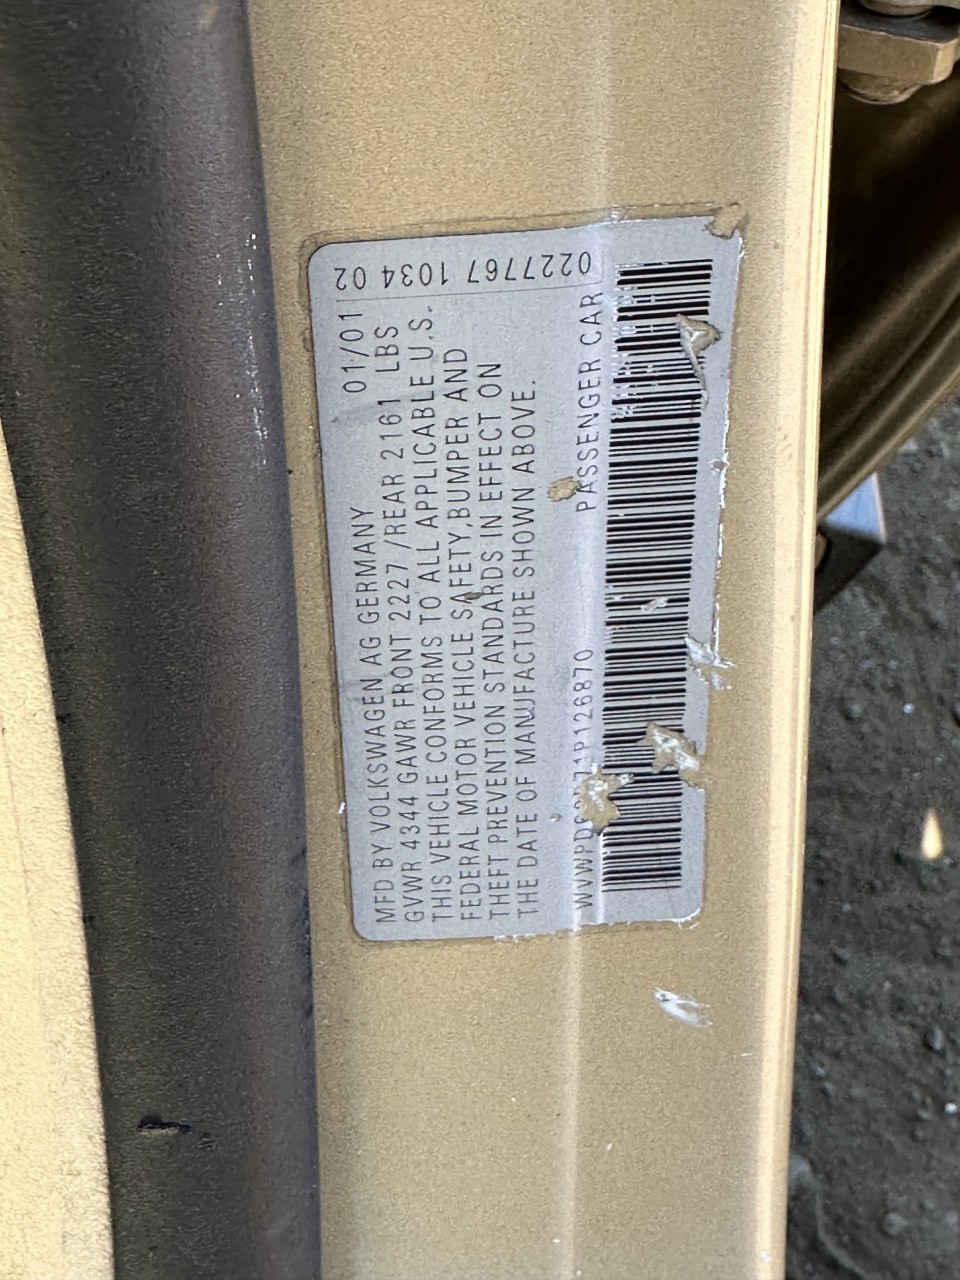 MFD BY VOLKSWAGEN AG GERMANY 01/01
GVWR 4344 GAWR FRONT 2227 /REAR 2161 LBS
THIS VEHICLE CONFORMS TO ALL APPLICABLE U.S.
FEDERAL MOTOR VEHICLE SAFETY,BUMPER AND
THEFT PREVENTION STANDARDS IN EFFECT ON
THE DATE OF MANUFACTURE SHOWN ABOVE.
PASSENGER CAR
0227767 1034 02